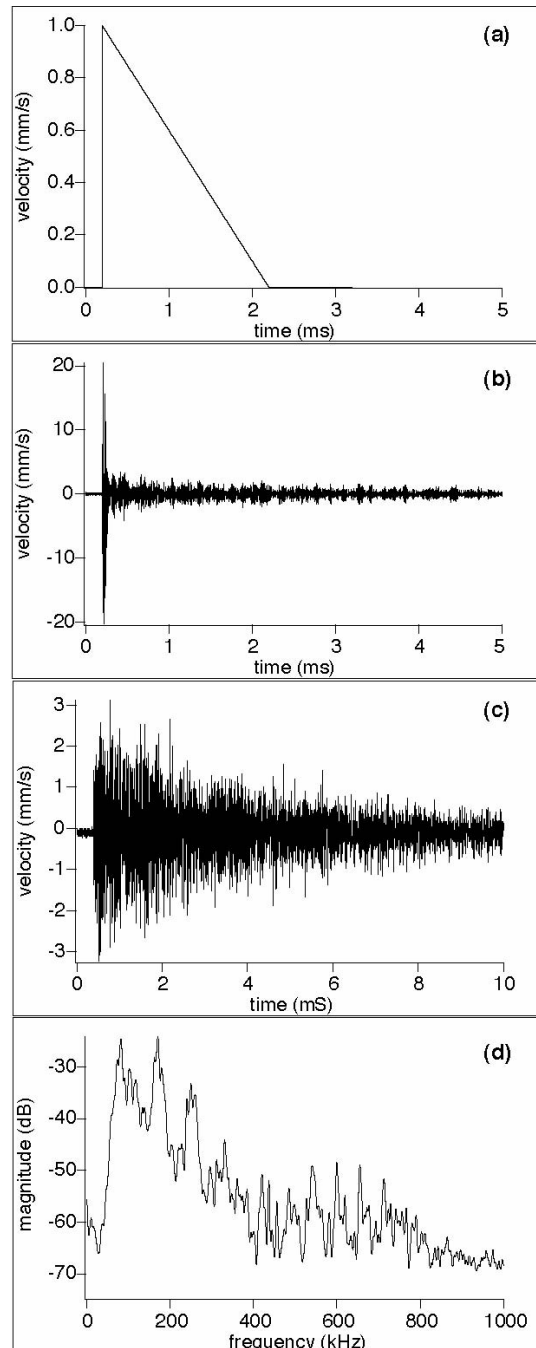 (a)
velocity (mm/s)
1.0
0.8
0.6
0.4
0.2
0.0
0 1 2 3 4 5
time (ms)
(b)
velocity (mm/s)
20
10
0
-10
-20
0 1 2 3 4 5
time (ms)
(c)
velocity (mm/s)
3
2
1
0
-1
-2
-3
0 2 4 6 8 10
time (mS)
(d)
magnitude (dB)
-30
-40
-50
-60
-70
0 200 400 600 800 1000
frequency (kHz)